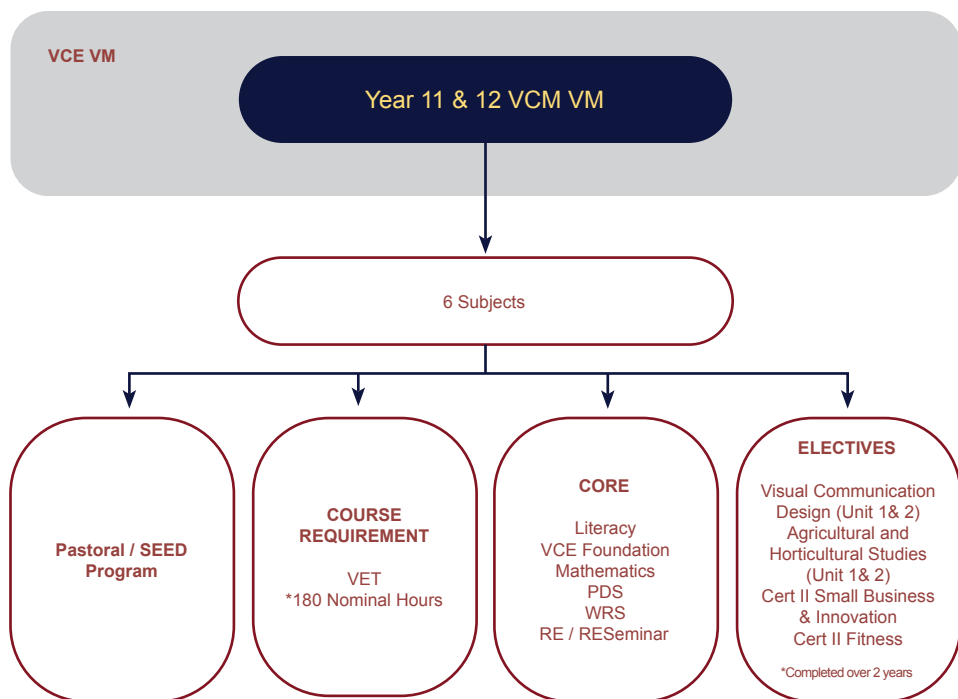 VCE VM
Year 11 & 12 VCM VM
6 Subjects
Pastoral / SEED
Program
COURSE
REQUIREMENT
VET
*180 Nominal Hours
CORE
Literacy
VCE Foundation
Mathematics
PDS
WRS
RE / RESeminar
ELECTIVES
Visual Communication
Design (Unit 1& 2)
Agricultural and
Horticultural Studies
(Unit 1& 2)
Cert II Small Business
& Innovation
Cert II Fitness
*Completed over 2 years